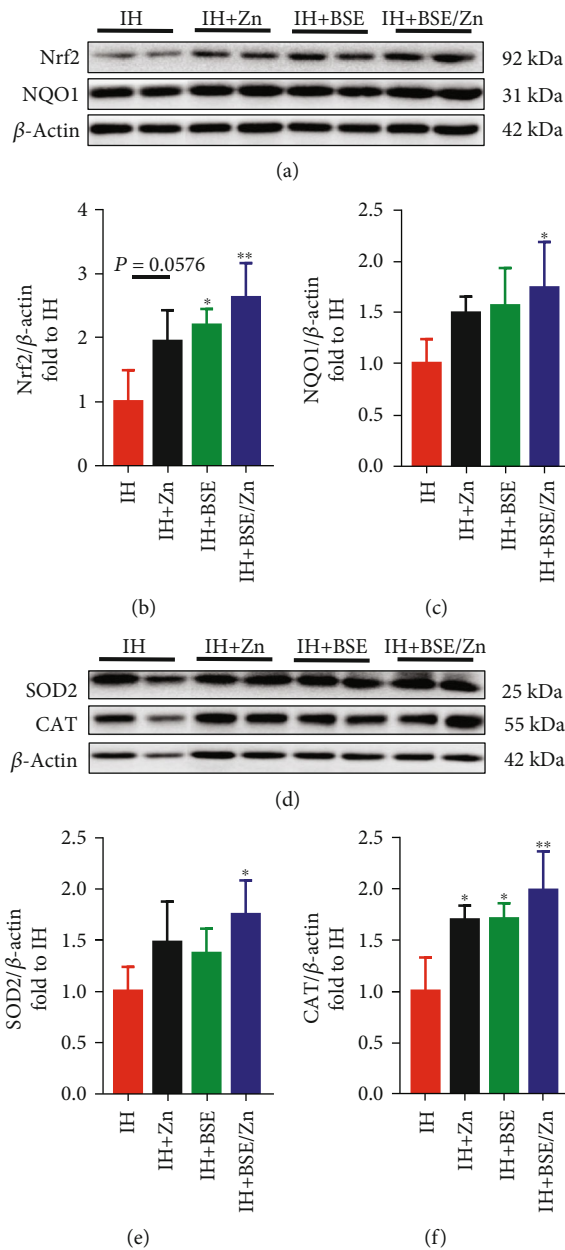 IH IH+Zn IH+BSE IH+BSE/Zn
Nrf2 92 kDa
NQO1 31 kDa
β-Actin 42 kDa
(a)
4
3
2
1
0
Nrf2/β-actin
fold to IH
P = 0.0576
*
**
IH
IH+Zn
IH+BSE
IH+BSE/Zn
(b)
2.5
2.0
1.5
1.0
0.5
0.0
NQO1/β-actin
fold to IH
*
IH
IH+Zn
IH+BSE
IH+BSE/Zn
(c)
IH IH+Zn IH+BSE IH+BSE/Zn
SOD2 25 kDa
CAT 55 kDa
β-Actin 42 kDa
(d)
2.5
2.0
1.5
1.0
0.5
0.0
SOD2/β-actin
fold to IH
*
IH
IH+Zn
IH+BSE
IH+BSE/Zn
(e)
2.5
2.0
1.5
1.0
0.5
0.0
CAT/β-actin
fold to IH
*
*
**
IH
IH+Zn
IH+BSE
IH+BSE/Zn
(f)